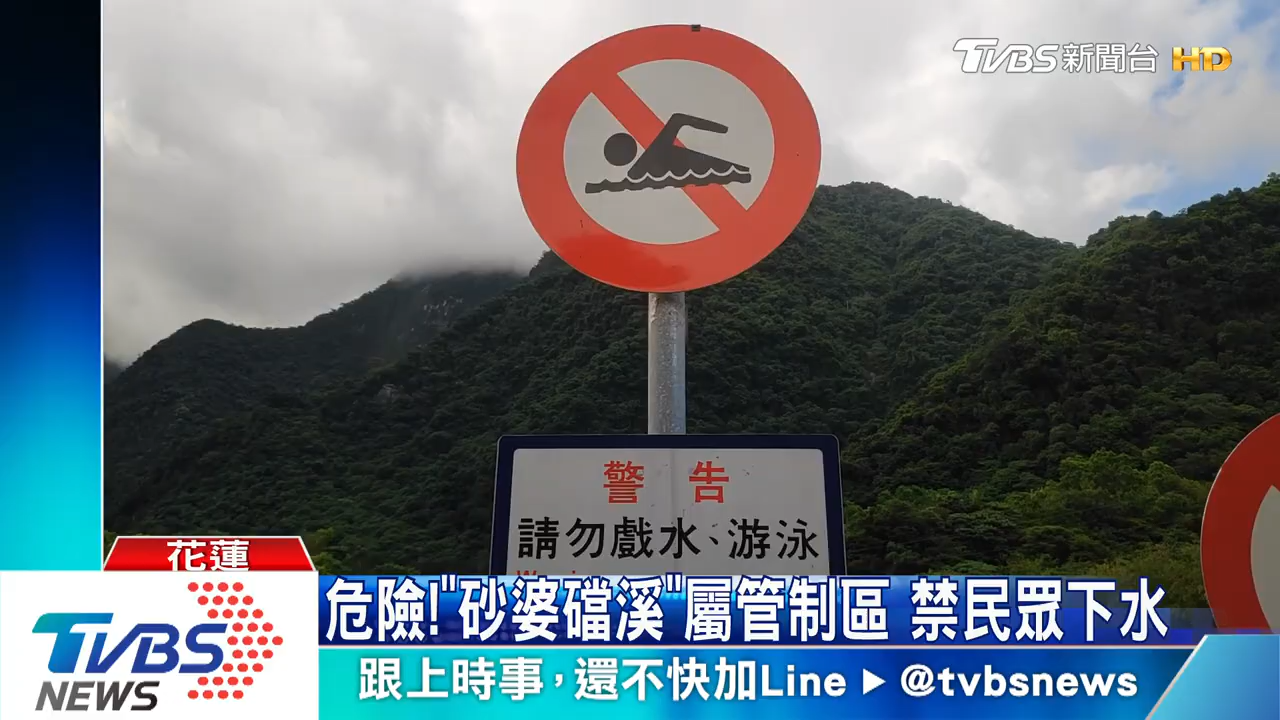 TVBS新聞台 HD
警告
請勿戲水、游泳
花蓮
危險!"砂婆礑溪"屬管制區 禁民眾下水
TVBS
NEWS
跟上時事,還不快加Line ▶ @tvbsnews